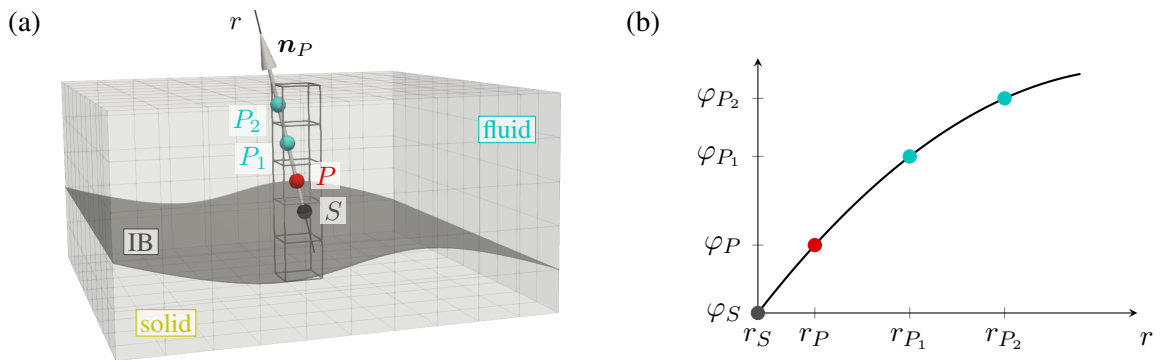 (a)
r
n_P
P_2
P_1
P
S
fluid
IB
solid
(b)
φ_{P_2}
φ_{P_1}
φ_P
φ_S
r_S r_P r_{P_1} r_{P_2} r